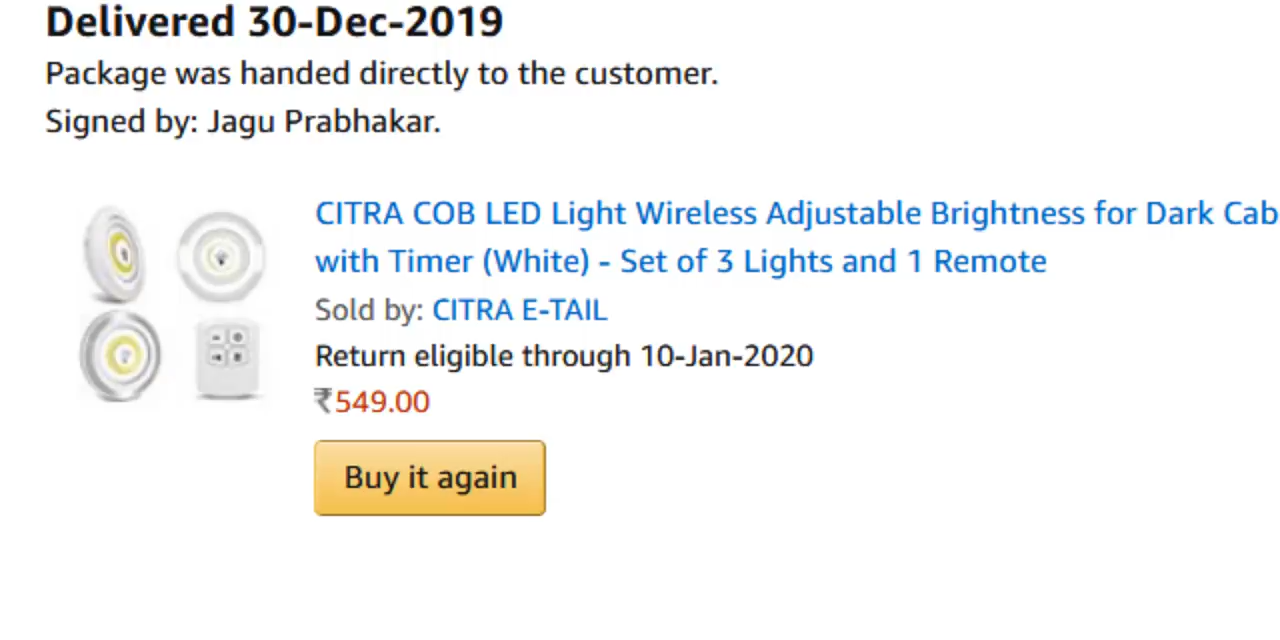 Delivered 30-Dec-2019
Package was handed directly to the customer.
Signed by: Jagu Prabhakar.
CITRA COB LED Light Wireless Adjustable Brightness for Dark Cab
with Timer (White) - Set of 3 Lights and 1 Remote
Sold by: CITRA E-TAIL
Return eligible through 10-Jan-2020
₹549.00
Buy it again